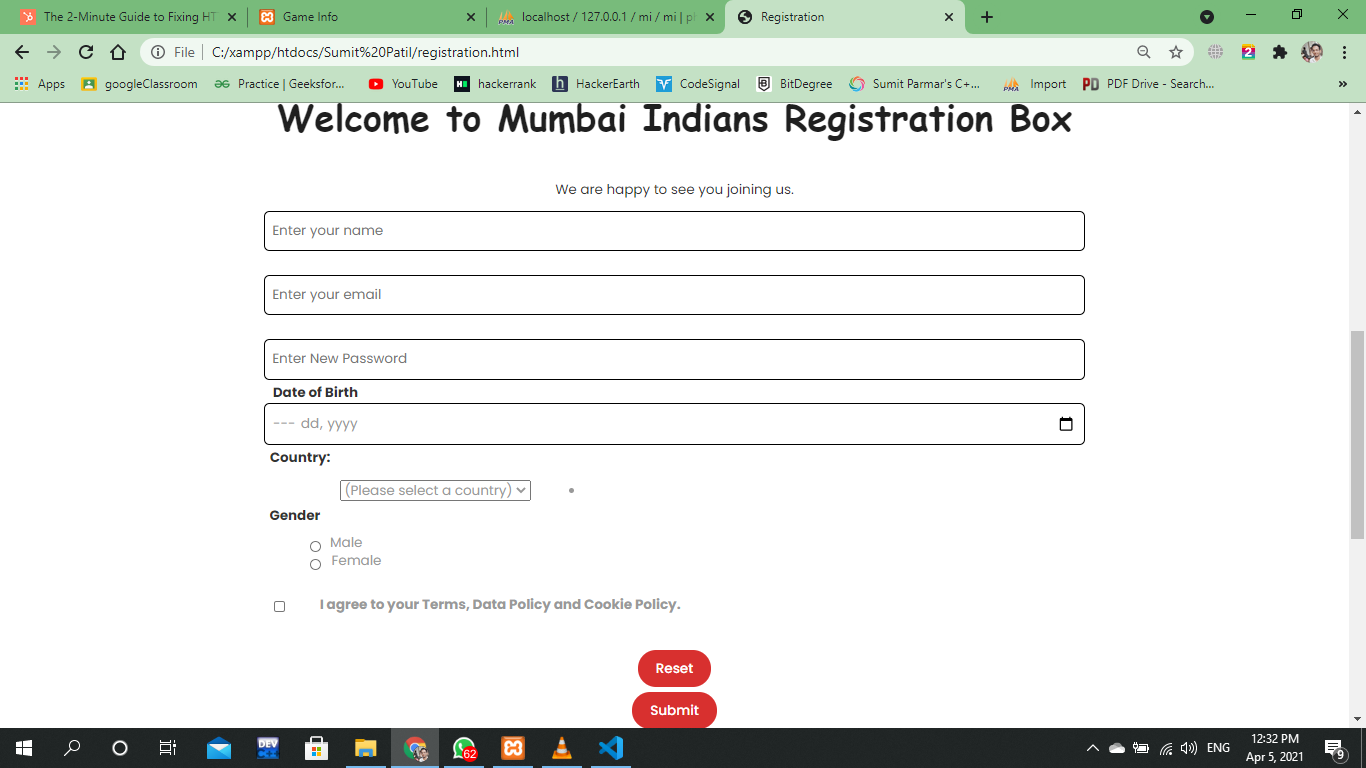 The 2-Minute Guide to Fixing HT
Game Info
localhost / 127.0.0.1 / mi / mi | p
Registration
File
C:/xampp/htdocs/Sumit%20Patil/registration.html
2
Apps
googleClassroom
Practice | Geeksfor...
YouTube
hackerrank
HackerEarth
CodeSignal
BitDegree
Sumit Parmar's C+...
Import
PDF Drive - Search...
Welcome to Mumbai Indians Registration Box
We are happy to see you joining us.
Enter your name
Enter your email
Enter New Password
Date of Birth
--- dd, yyyy
Country:
(Please select a country)
Gender
Male
Female
I agree to your Terms, Data Policy and Cookie Policy.
Reset
Submit
DEV
62
ENG
12:32 PM
Apr 5, 2021
9